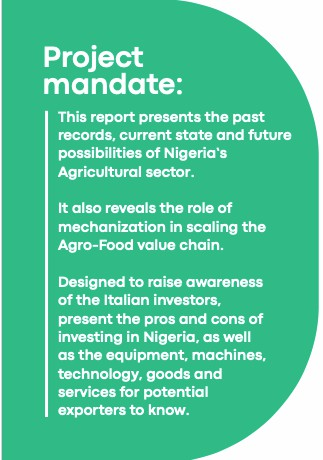 Project
mandate:
This report presents the past
records, current state and future
possibilities of Nigeria's
Agricultural sector.
It also reveals the role of
mechanization in scaling the
Agro-Food value chain.
Designed to raise awareness
of the Italian investors,
present the pros and cons of
investing in Nigeria, as well
as the equipment, machines,
technology, goods and
services for potential
exporters to know.